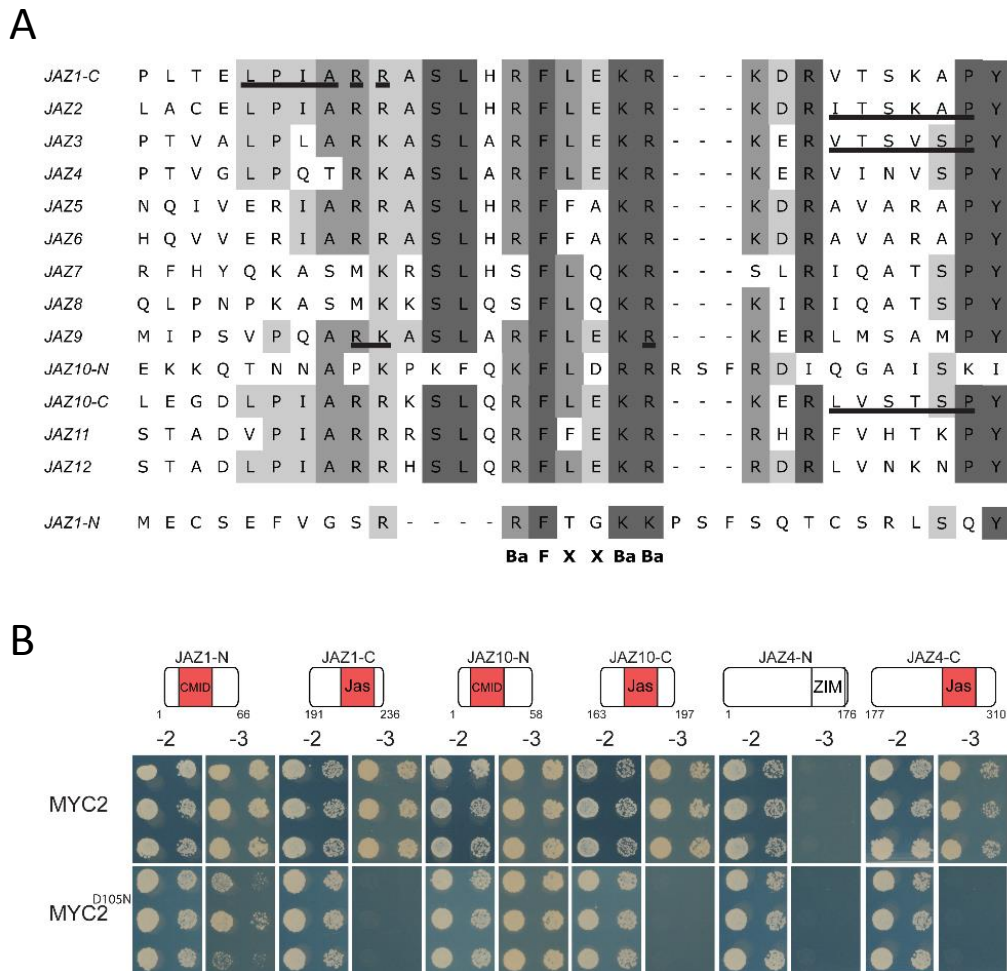 A
JAZ1-C P L T E L P I A R R A S L H R F L E K R - - - K D R V T S K A P Y
JAZ2 L A C E L P I A R R A S L H R F L E K R - - - K D R I T S K A P Y
JAZ3 P T V A L P L A R K A S L A R F L E K R - - - K E R V T S V S P Y
JAZ4 P T V G L P Q T R K A S L A R F L E K R - - - K E R V I N V S P Y
JAZ5 N Q I V E R I A R R A S L H R F F A K R - - - K D R A V A R A P Y
JAZ6 H Q V V E R I A R R A S L H R F F A K R - - - K D R A V A R A P Y
JAZ7 R F H Y Q K A S M K R S L H S F L Q K R - - - S L R I Q A T S P Y
JAZ8 Q L P N P K A S M K K S L Q S F L Q K R - - - K I R I Q A T S P Y
JAZ9 M I P S V P Q A R K A S L A R F L E K R - - - K E R L M S A M P Y
JAZ10-N E K K Q T N N A P K P K F Q K F L D R R R S F R D I Q G A I S K I
JAZ10-C L E G D L P I A R R K S L Q R F L E K R - - - K E R L V S T S P Y
JAZ11 S T A D V P I A R R R S L Q R F F E K R - - - R H R F V H T K P Y
JAZ12 S T A D L P I A R R H S L Q R F L E K R - - - R D R L V N K N P Y
JAZ1-N M E C S E F V G S R - - - - R F T G K K P S F S Q T C S R L S Q Y
Ba F X X Ba Ba
B
JAZ1-N JAZ1-C JAZ10-N JAZ10-C JAZ4-N JAZ4-C
CMID Jas CMID Jas ZIM Jas
1 66 191 236 1 58 163 197 1 176 177 310
-2 -3 -2 -3 -2 -3 -2 -3 -2 -3 -2 -3
MYC2
MYC2 D105N